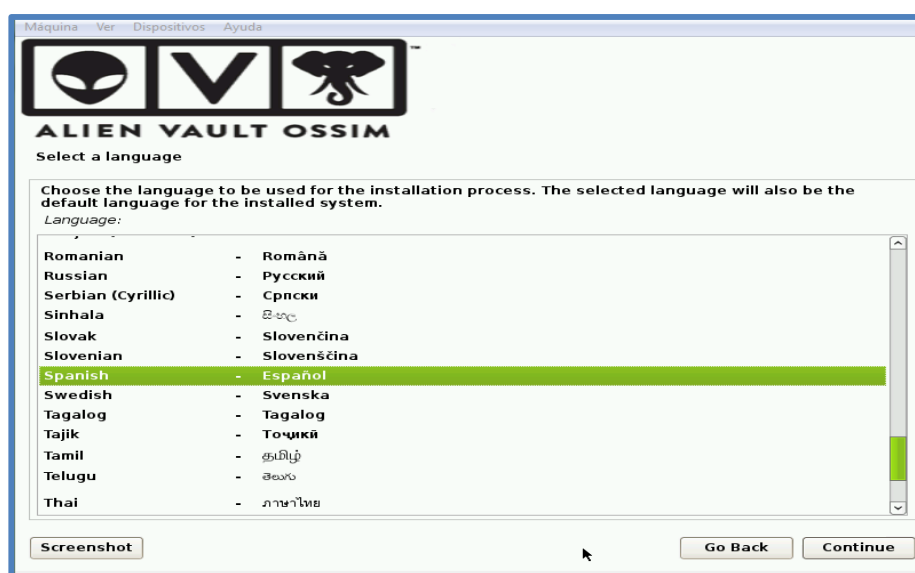 Máquina Ver Dispositivos Ayuda
™
ALIEN VAULT OSSIM
Select a language
Choose the language to be used for the installation process. The selected language will also be the
default language for the installed system.
Language:
Romanian - Română
Russian - Русский
Serbian (Cyrillic) - Српски
Sinhala - සිංහල
Slovak - Slovenčina
Slovenian - Slovenščina
Spanish - Español
Swedish - Svenska
Tagalog - Tagalog
Tajik - Тоҷикӣ
Tamil - தமிழ்
Telugu - తెలుగు
Thai - ภาษาไทย
Screenshot Go Back Continue